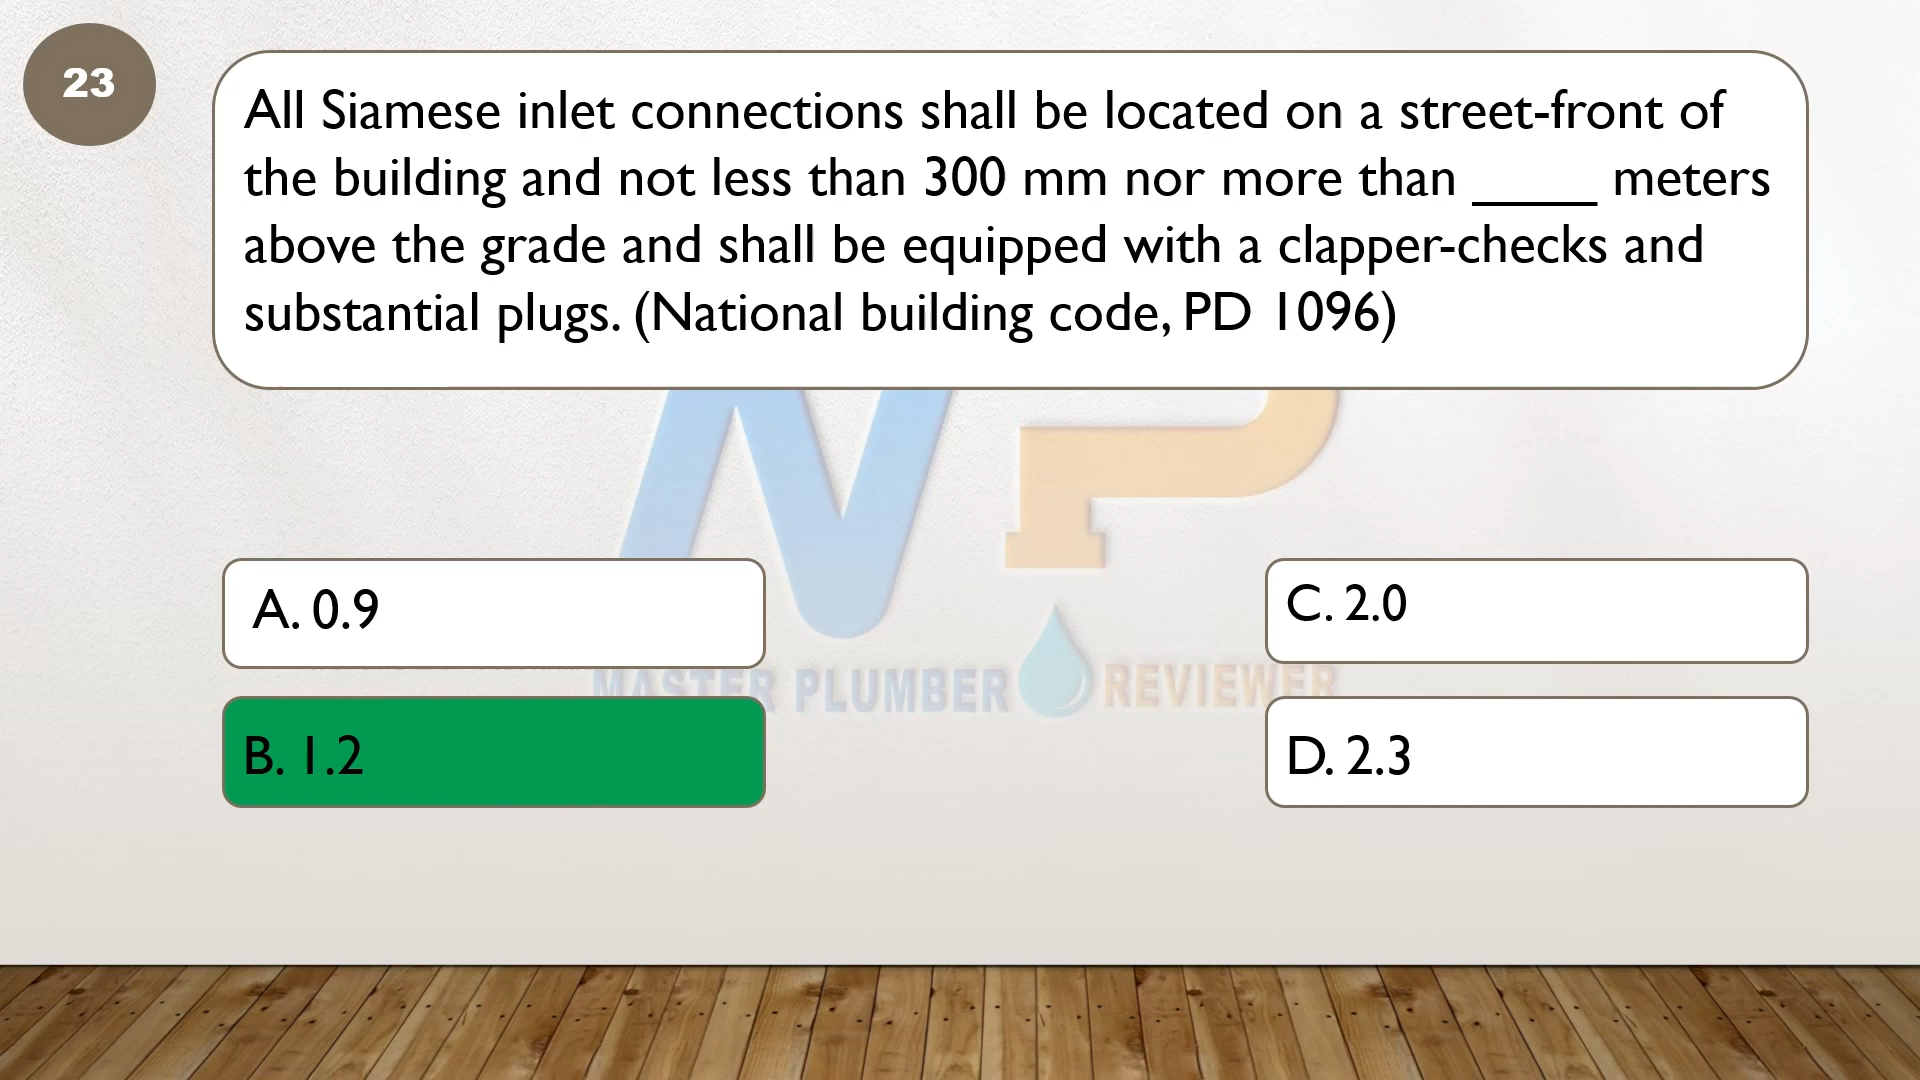 23
All Siamese inlet connections shall be located on a street-front of
the building and not less than 300 mm nor more than _____ meters
above the grade and shall be equipped with a clapper-checks and
substantial plugs. (National building code, PD 1096)
A. 0.9
C. 2.0
MASTER PLUMBER REVIEWER
B. 1.2
D. 2.3